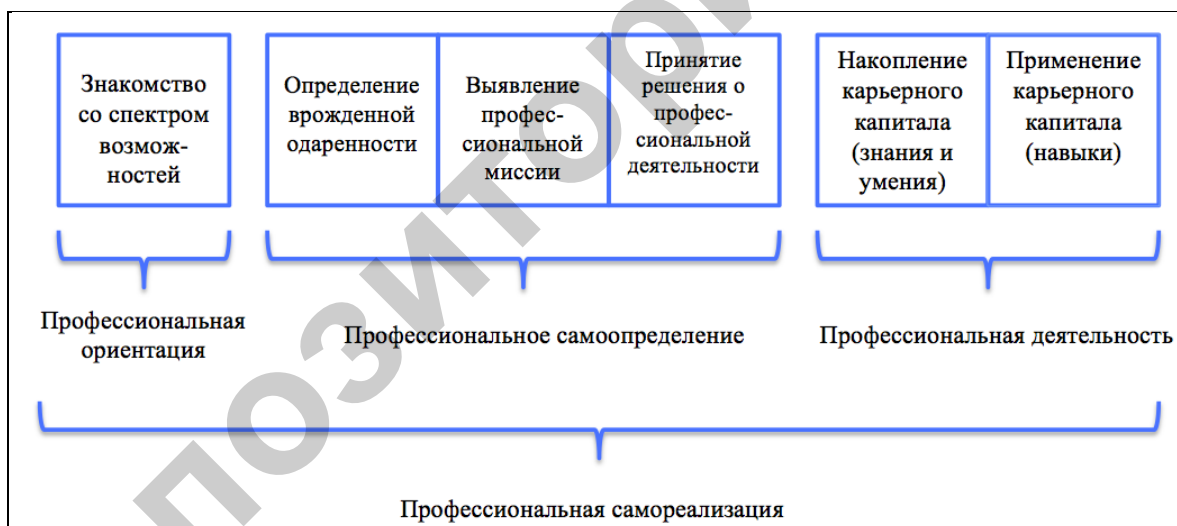 Знакомство
со спектром
возмож-
ностей
Определение
врожденной
одаренности
Выявление
профес-
сиональной
миссии
Принятие
решения о
профес-
сиональной
деятельности
Накопление
карьерного
капитала
(знания и
умения)
Применение
карьерного
капитала
(навыки)
Профессиональная
ориентация
Профессиональное самоопределение
Профессиональная деятельность
Профессиональная самореализация
позитори